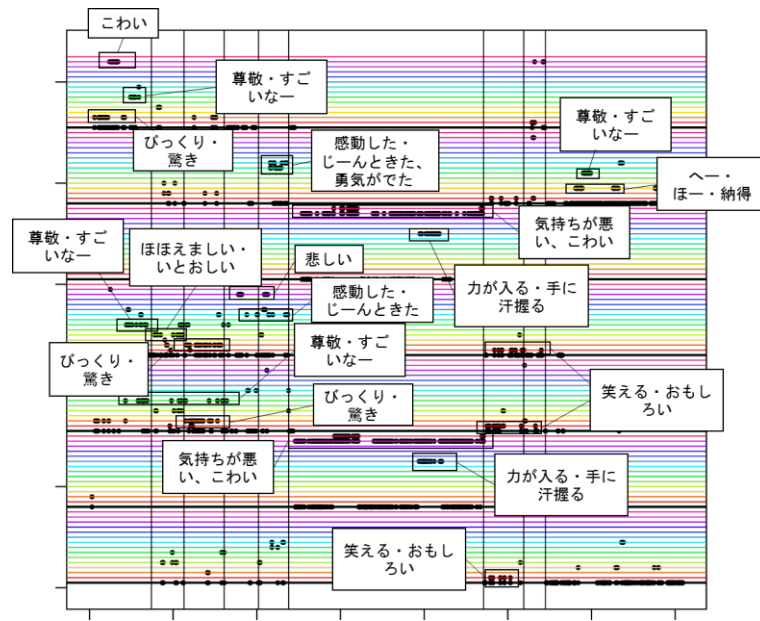 こわい
尊敬・すご
いなー
びっくり・
驚き
感動した・
じーんときた、
勇気がでた
尊敬・すご
いなー
へー・
ほー・納得
気持ちが悪
い、こわい
尊敬・すご
いなー
ほほえましい・
いとおしい
悲しい
力が入る・手に
汗握る
感動した・
じーんときた
びっくり・
驚き
尊敬・すご
いなー
びっくり・
驚き
笑える・おもし
ろい
気持ちが悪
い、こわい
力が入る・手に
汗握る
笑える・おもし
ろい